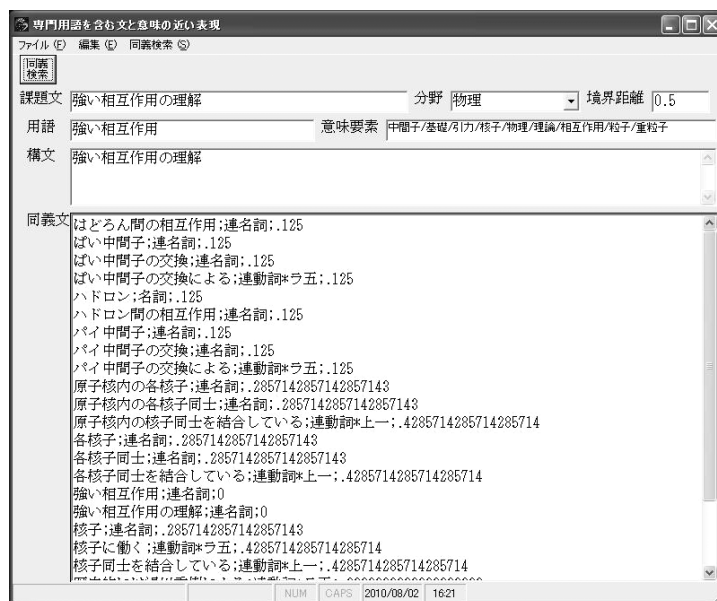 専門用語を含む文と意味の近い表現
ファイル(F) 編集(E) 同義検索(S)
同義
検索
課題文 強い相互作用の理解 分野 物理 境界距離 0.5
用語 強い相互作用 意味要素 中間子/基礎/引力/核子/物理/理論/相互作用/粒子/重粒子
構文 強い相互作用の理解
同義文 はどろん間の相互作用;連名詞;.125
ぱい中間子;連名詞;.125
ぱい中間子の交換;連名詞;.125
ぱい中間子の交換による;連動詞*ラ五;.125
ハドロン;名詞;.125
ハドロン間の相互作用;連名詞;.125
パイ中間子;連名詞;.125
パイ中間子の交換;連名詞;.125
パイ中間子の交換による;連動詞*ラ五;.125
原子核内の各核子;連名詞;.285714285714285714
原子核内の各核子同士;連名詞;.285714285714285714
原子核内の核子同士を結合している;連動詞*上一;.428571428571428571
各核子;連名詞;.285714285714285714
各核子同士;連名詞;.285714285714285714
各核子同士を結合している;連動詞*上一;.428571428571428571
強い相互作用;連名詞;0
強い相互作用の理解;連名詞;0
核子;連名詞;.285714285714285714
核子に働く;連動詞*ラ五;.428571428571428571
核子同士を結合している;連動詞*上一;.428571428571428571
NUM CAPS 2010/08/02 16:21